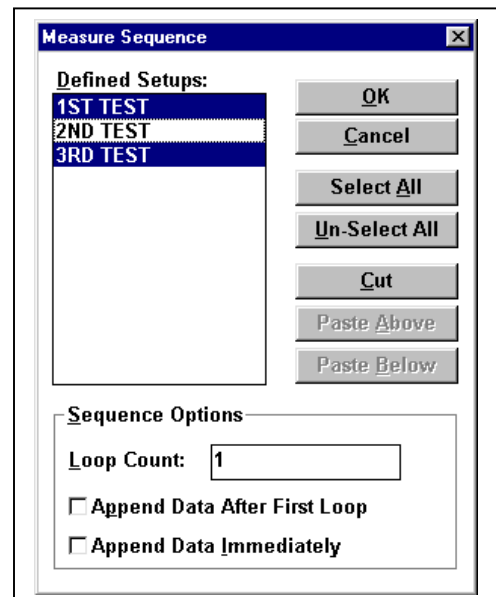 Measure Sequence
Defined Setups:
1ST TEST
2ND TEST
3RD TEST
OK
Cancel
Select All
Un-Select All
Cut
Paste Above
Paste Below
Sequence Options
Loop Count: 1
Append Data After First Loop
Append Data Immediately